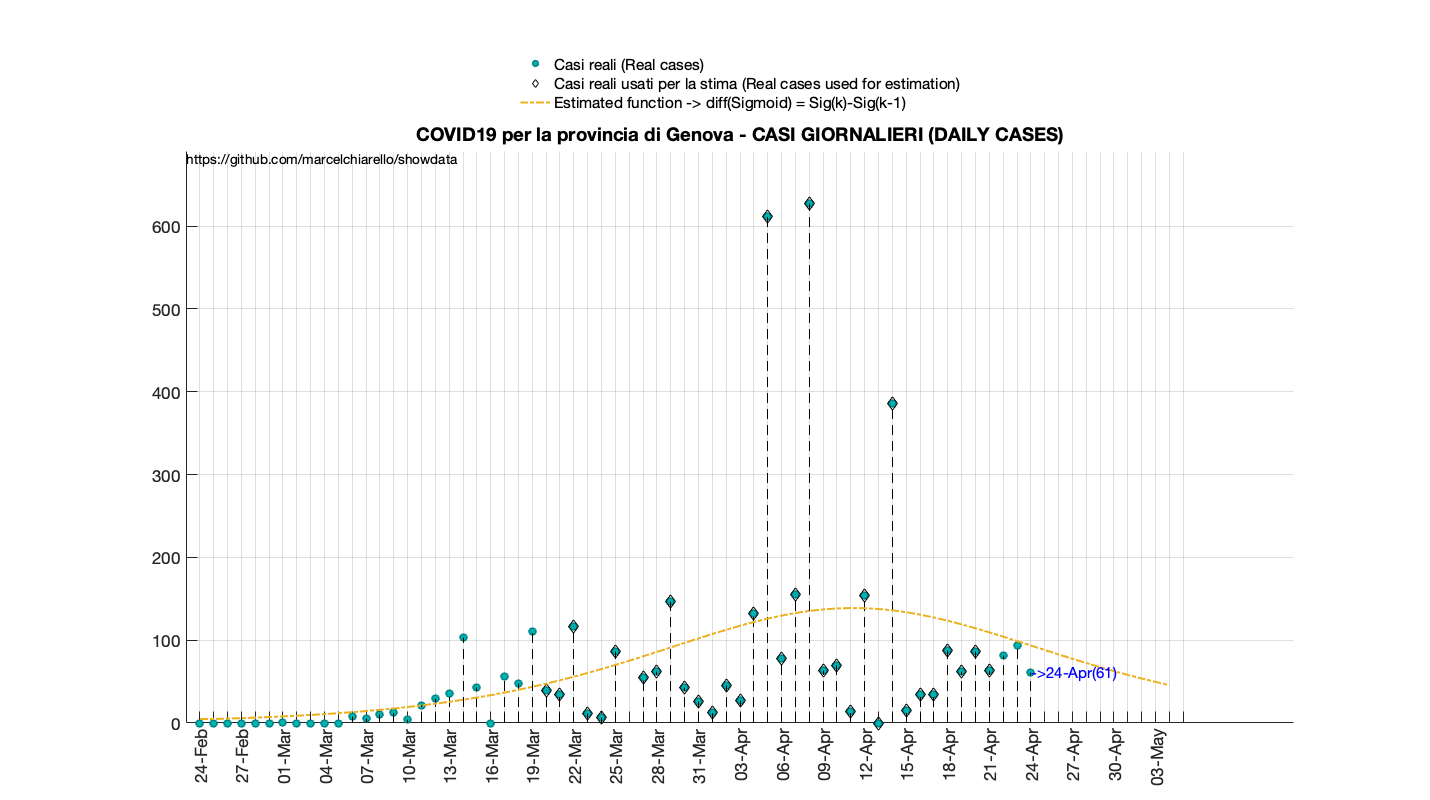 Casi reali (Real cases)
Casi reali usati per la stima (Real cases used for estimation)
Estimated function -> diff(Sigmoid) = Sig(k)-Sig(k-1)
COVID19 per la provincia di Genova - CASI GIORNALIERI (DAILY CASES)
https://github.com/marcelchiarello/showdata
600
500
400
300
200
100
0
->24-Apr(61)
24-Feb
27-Feb
01-Mar
04-Mar
07-Mar
10-Mar
13-Mar
16-Mar
19-Mar
22-Mar
25-Mar
28-Mar
31-Mar
03-Apr
06-Apr
09-Apr
12-Apr
15-Apr
18-Apr
21-Apr
24-Apr
27-Apr
30-Apr
03-May